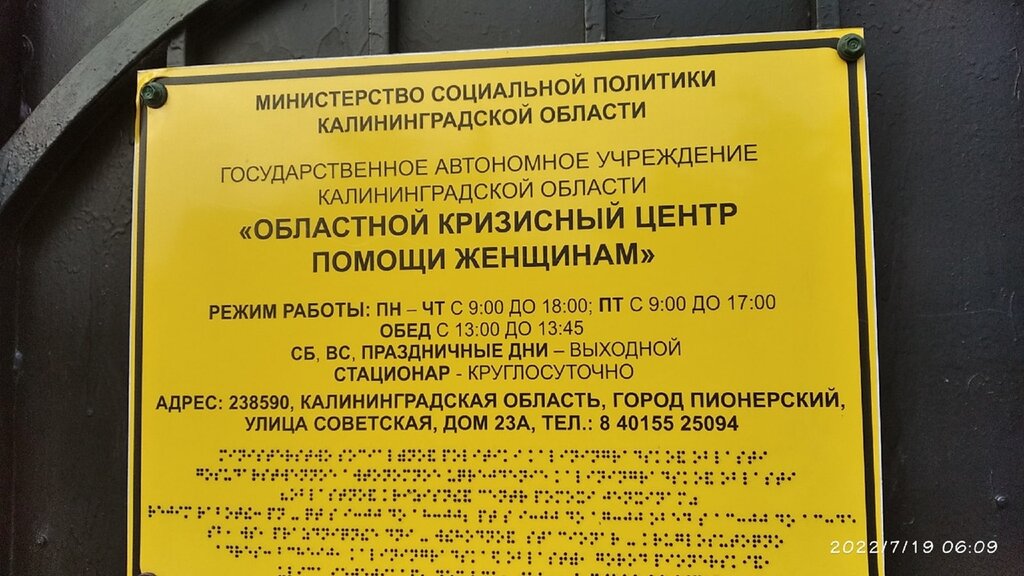 МИНИСТЕРСТВО СОЦИАЛЬНОЙ ПОЛИТИКИ
КАЛИНИНГРАДСКОЙ ОБЛАСТИ
ГОСУДАРСТВЕННОЕ АВТОНОМНОЕ УЧРЕЖДЕНИЕ
КАЛИНИНГРАДСКОЙ ОБЛАСТИ
«ОБЛАСТНОЙ КРИЗИСНЫЙ ЦЕНТР
ПОМОЩИ ЖЕНЩИНАМ»
РЕЖИМ РАБОТЫ: ПН – ЧТ С 9:00 ДО 18:00; ПТ С 9:00 ДО 17:00
ОБЕД С 13:00 ДО 13:45
СБ, ВС, ПРАЗДНИЧНЫЕ ДНИ – ВЫХОДНОЙ
СТАЦИОНАР - КРУГЛОСУТОЧНО
АДРЕС: 238590, КАЛИНИНГРАДСКАЯ ОБЛАСТЬ, ГОРОД ПИОНЕРСКИЙ,
УЛИЦА СОВЕТСКАЯ, ДОМ 23А, ТЕЛ.: 8 40155 25094
2022/7/19 06:09